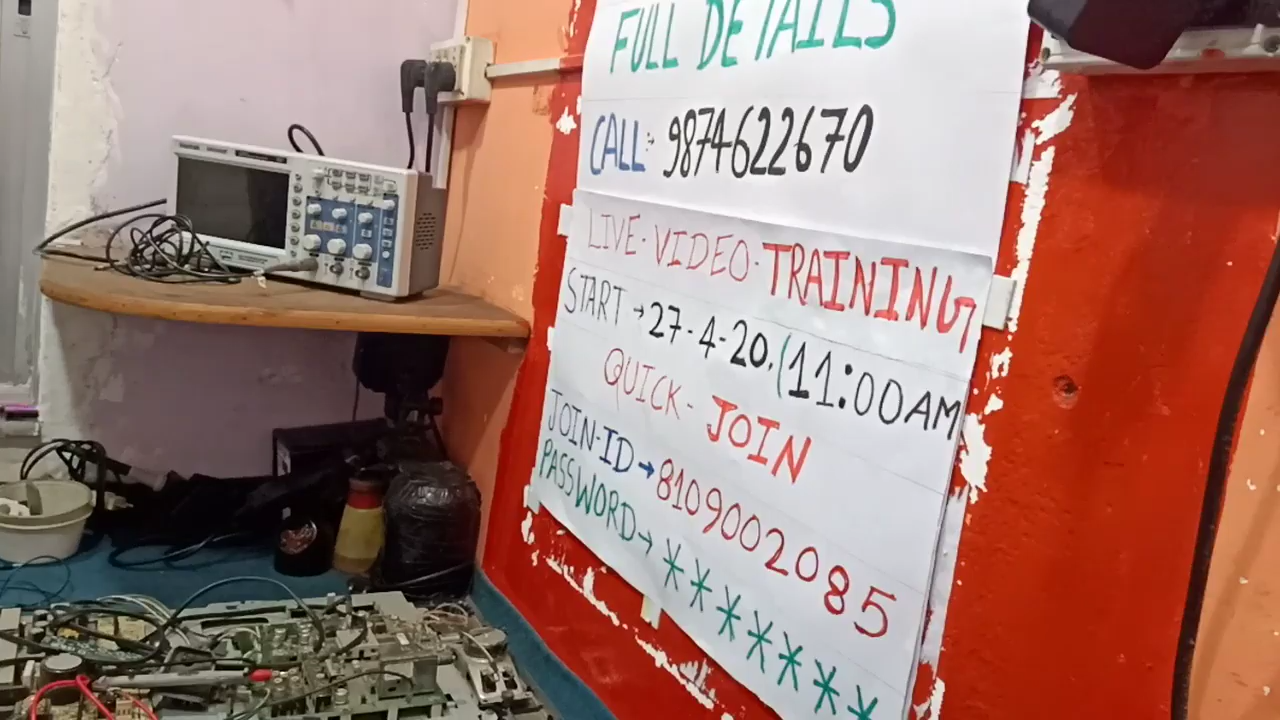 FULL DETAILS
CALL:- 9874622670
LIVE-VIDEO-TRAINING
START → 27-4-20. (11:00AM
QUICK- JOIN
JOIN-ID → 8109002085
PASSWORD → *******